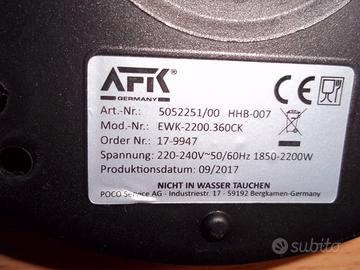 AFK®
GERMANY
CE
Art.-Nr.: 5052251/00 HHB-007
Mod.-Nr.: EWK-2200.360CK
Order Nr.: 17-9947
Spannung: 220-240V~50/60Hz 1850-2200W
Produktionsdatum: 09/2017
NICHT IN WASSER TAUCHEN
POCO Service AG - Industriestr. 17 - 59192 Bergkamen-Germany
subito